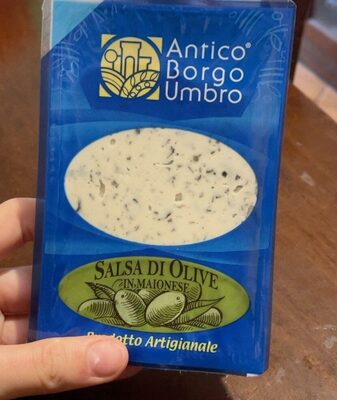 Antico®
Borgo
Umbro
SALSA DI OLIVE
IN MAIONESE
Prodotto Artigianale